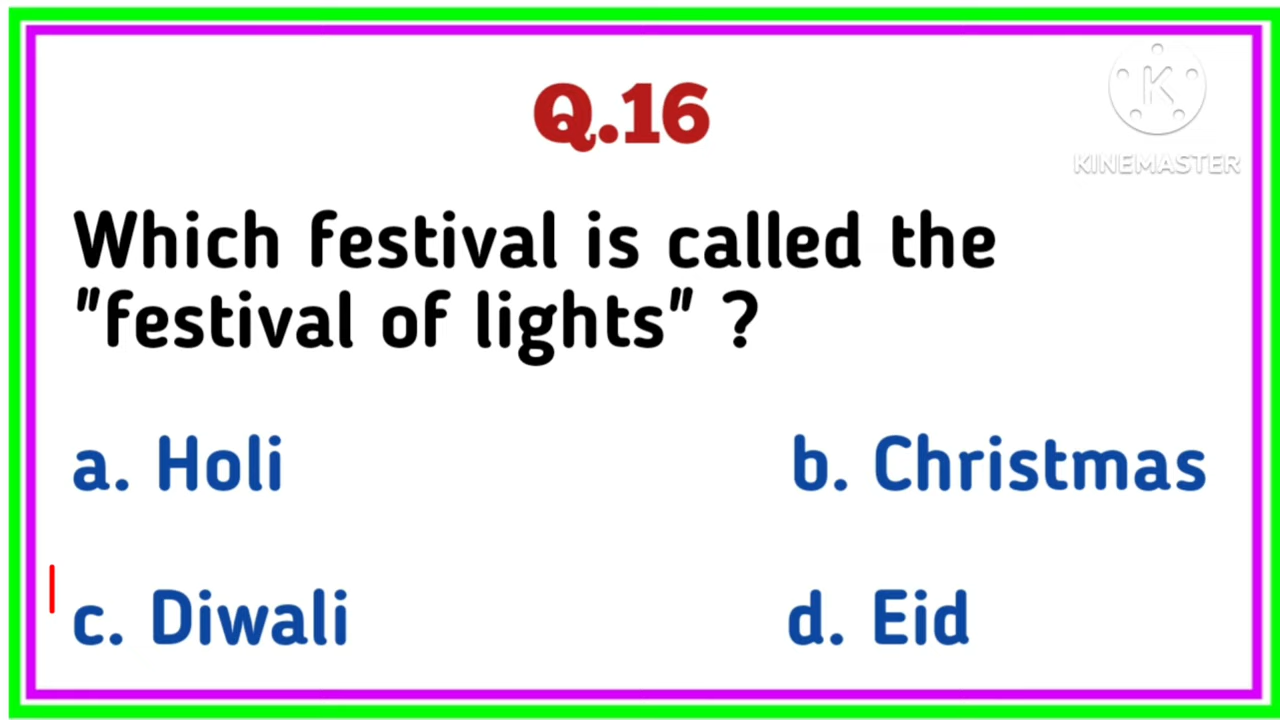 Q.16
KINEMASTER
Which festival is called the
"festival of lights" ?
a. Holi
b. Christmas
c. Diwali
d. Eid